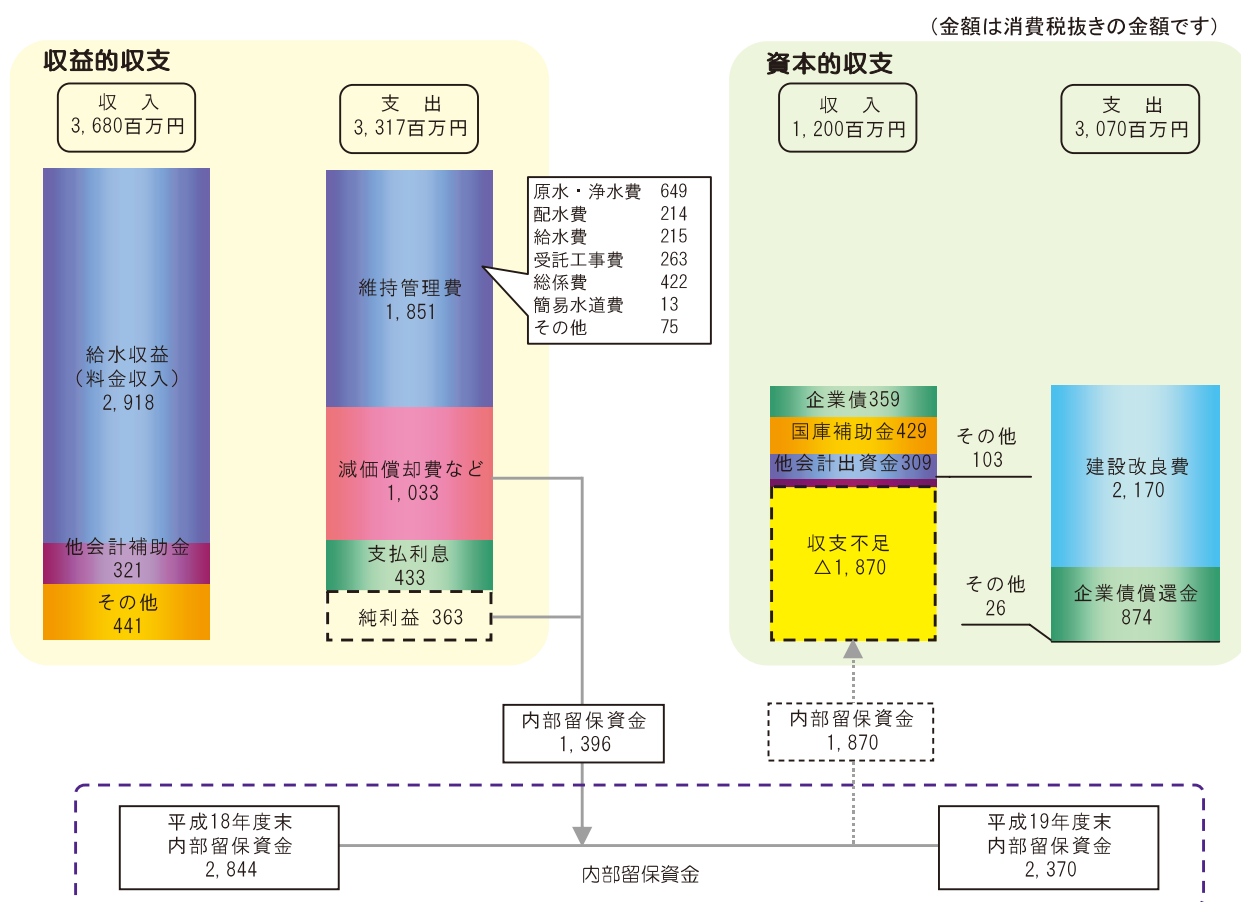 （金額は消費税抜きの金額です）
収益的収支
収　入
3,680百万円
支　出
3,317百万円
給水収益
（料金収入）
2,918
他会計補助金
321
その他
441
維持管理費
1,851
減価償却費など
1,033
支払利息
433
純利益 363
原水・浄水費 649
配水費 214
給水費 215
受託工事費 263
総係費 422
簡易水道費 13
その他 75
資本的収支
収　入
1,200百万円
支　出
3,070百万円
企業債359
国庫補助金429
他会計出資金309
その他
103
収支不足
△1,870
建設改良費
2,170
その他
26
企業債償還金
874
内部留保資金
1,396
内部留保資金
1,870
平成18年度末
内部留保資金
2,844
内部留保資金
平成19年度末
内部留保資金
2,370